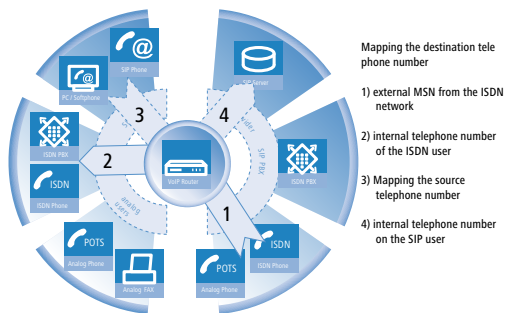 SIP Phone
PC / Softphone
SIP Server
ISDN PBX
ISDN
ISDN Phone
POTS
Analog Phone
Analog FAX
3
4
2
1
VoIP Router
SIP PBX
analog
users
ISDN PBX
POTS
Analog Phone
ISDN
ISDN Phone
Mapping the destination tele
phone number
1) external MSN from the ISDN
network
2) internal telephone number
of the ISDN user
3) Mapping the source
telephone number
4) internal telephone number
on the SIP user